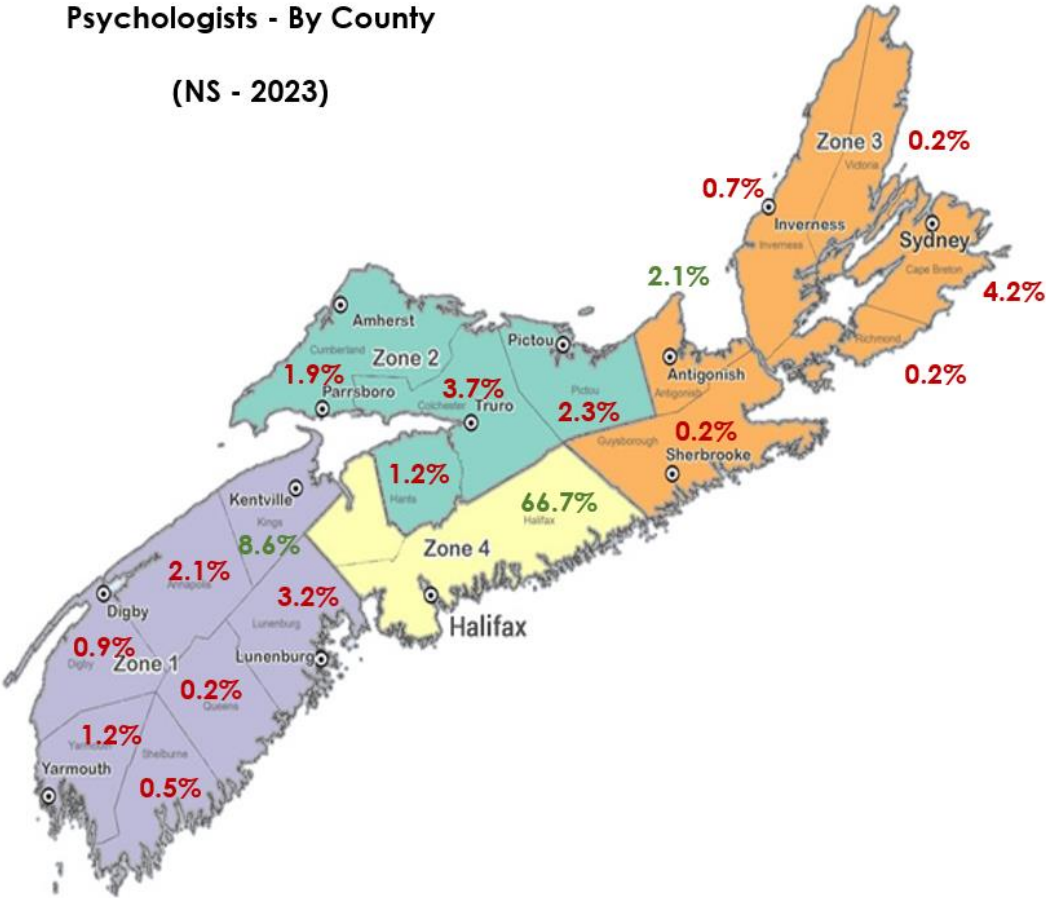 Psychologists - By County
(NS - 2023)
Zone 3
0.2%
Victoria
0.7%
Inverness
Inverness
Sydney
Cape Breton
4.2%
2.1%
Richmond
0.2%
Amherst
Cumberland
Zone 2
1.9%
Parrsboro
Pictou
Pictou
2.3%
3.7%
Colchester
Truro
Antigonish
Antigonish
Guysborough
0.2%
Sherbrooke
1.2%
Hants
Kentville
Kings
8.6%
66.7%
Halifax
Zone 4
2.1%
Annapolis
3.2%
Lunenburg
Digby
Halifax
0.9%
Digby
Zone 1
Lunenburg
0.2%
Queens
1.2%
Yarmouth
Shelburne
Yarmouth
0.5%